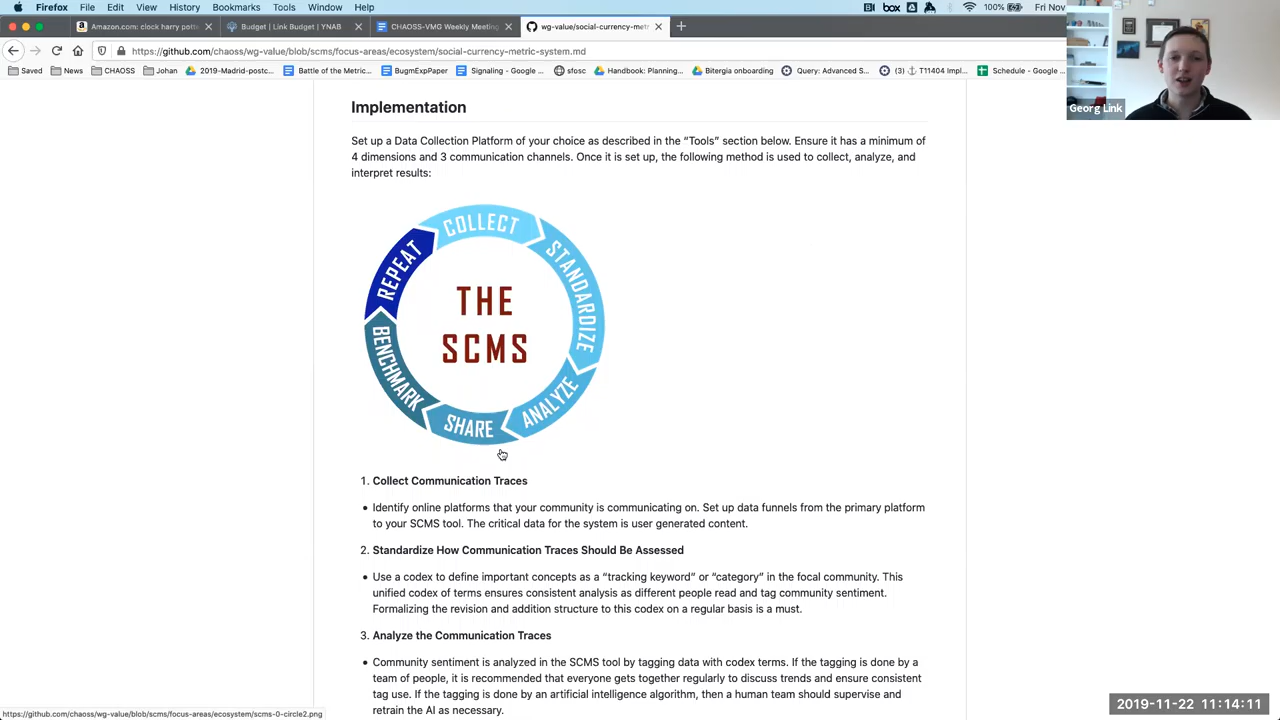 Firefox File Edit View History Bookmarks Tools Window Help 100% Fri Nov
Amazon.com: clock harry pott
Budget | Link Budget | YNAB
CHAOSS-VMG Weekly Meeting
wg-value/social-currency-metr
https://github.com/chaoss/wg-value/blob/scms/focus-areas/ecosystem/social-currency-metric-system.md
Saved News CHAOSS Johan 2019-Madrid-postc... Battle of the Metric... BugmExpPaper Signaling - Google ... sfosc Handbook: Planning... Bitergia onboarding Query: Advanced S... (3) T11404 Impl... Schedule - Google ...
Georg Link
Implementation
Set up a Data Collection Platform of your choice as described in the “Tools” section below. Ensure it has a minimum of
4 dimensions and 3 communication channels. Once it is set up, the following method is used to collect, analyze, and
interpret results:
COLLECT
STANDARDIZE
ANALYZE
SHARE
BENCHMARK
REPEAT
THE
SCMS
1. Collect Communication Traces
• Identify online platforms that your community is communicating on. Set up data funnels from the primary platform
to your SCMS tool. The critical data for the system is user generated content.
2. Standardize How Communication Traces Should Be Assessed
• Use a codex to define important concepts as a “tracking keyword” or “category” in the focal community. This
unified codex of terms ensures consistent analysis as different people read and tag community sentiment.
Formalizing the revision and addition structure to this codex on a regular basis is a must.
3. Analyze the Communication Traces
• Community sentiment is analyzed in the SCMS tool by tagging data with codex terms. If the tagging is done by a
team of people, it is recommended that everyone gets together regularly to discuss trends and ensure consistent
tag use. If the tagging is done by an artificial intelligence algorithm, then a human team should supervise and
retrain the AI as necessary.
https://github.com/chaoss/wg-value/blob/scms/focus-areas/ecosystem/scms-0-circle2.png
2019-11-22 11:14:11